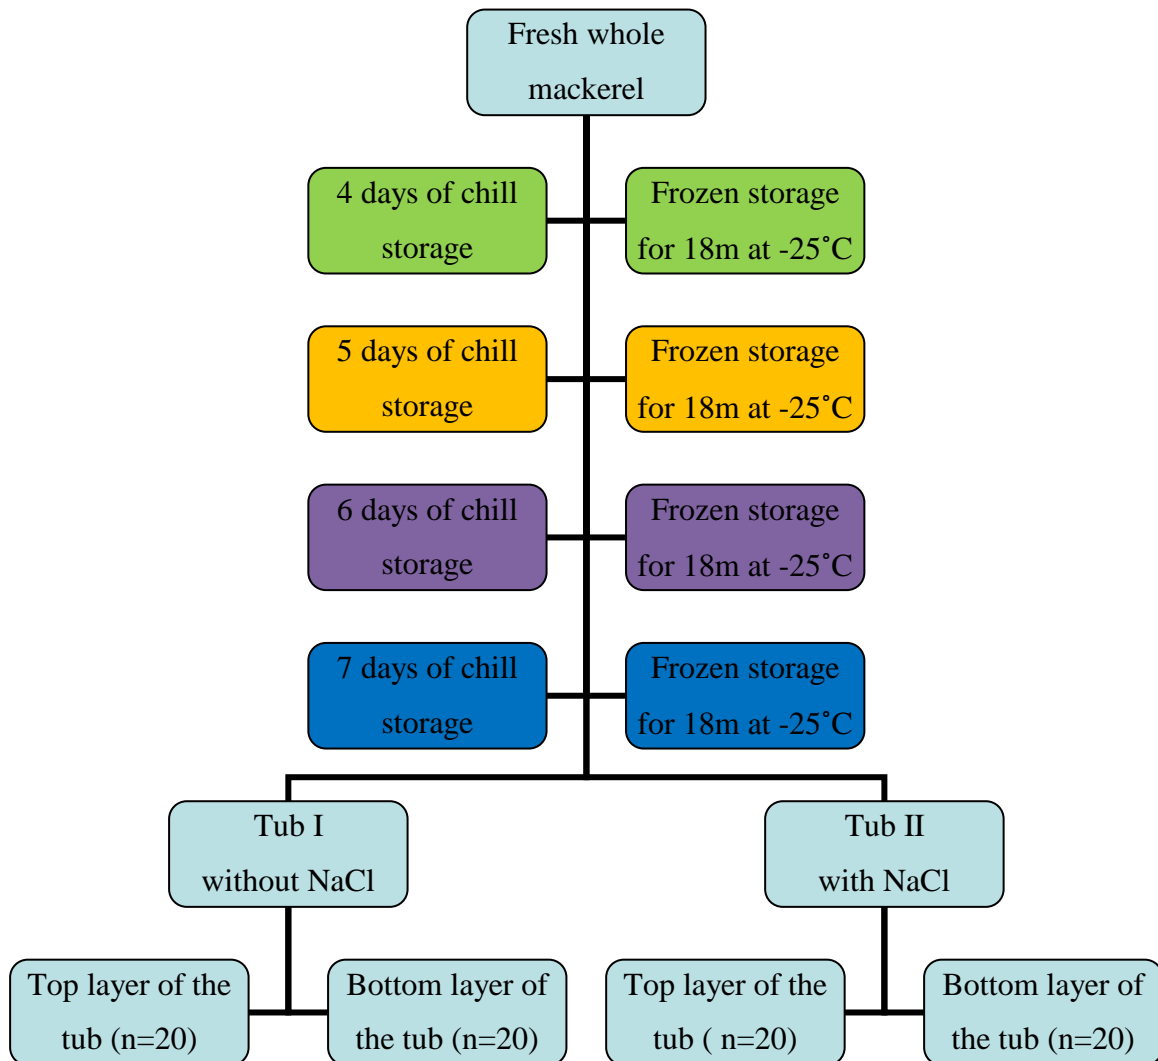 Fresh whole
mackerel
4 days of chill
storage
Frozen storage
for 18m at -25˚C
5 days of chill
storage
Frozen storage
for 18m at -25˚C
6 days of chill
storage
Frozen storage
for 18m at -25˚C
7 days of chill
storage
Frozen storage
for 18m at -25˚C
Tub I
without NaCl
Tub II
with NaCl
Top layer of the
tub (n=20)
Bottom layer of
the tub (n=20)
Top layer of the
tub ( n=20)
Bottom layer of
the tub (n=20)